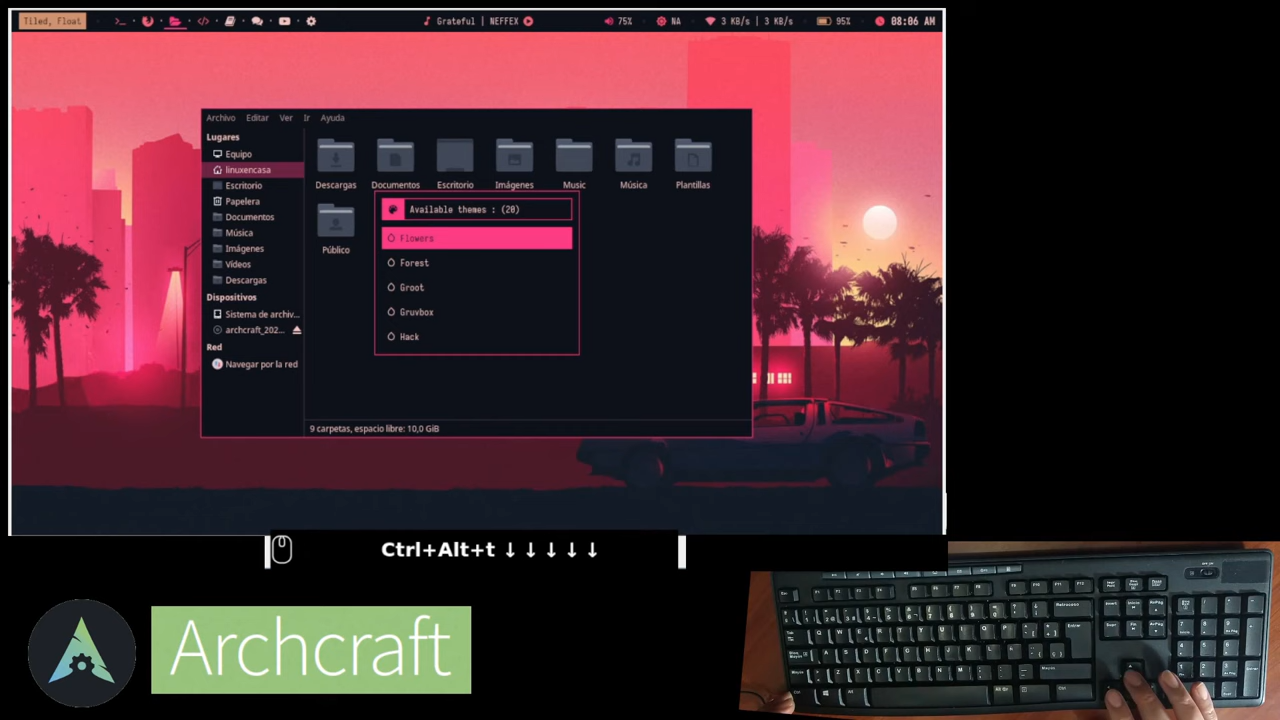 Tiled, Float
Grateful | NEFFEX
75%
NA
3 KB/s | 3 KB/s
95%
08:06 AM
Archivo Editar Ver Ir Ayuda
Lugares
Equipo
linuxencasa
Escritorio
Papelera
Documentos
Música
Imágenes
Vídeos
Descargas
Dispositivos
Sistema de archiv...
archcraft_202...
Red
Navegar por la red
Descargas Documentos Escritorio Imágenes Music Música Plantillas
Público
Available themes : (20)
Flowers
Forest
Groot
Gruvbox
Hack
9 carpetas, espacio libre: 10,0 GiB
Ctrl+Alt+t ↓ ↓ ↓ ↓ ↓
Archcraft